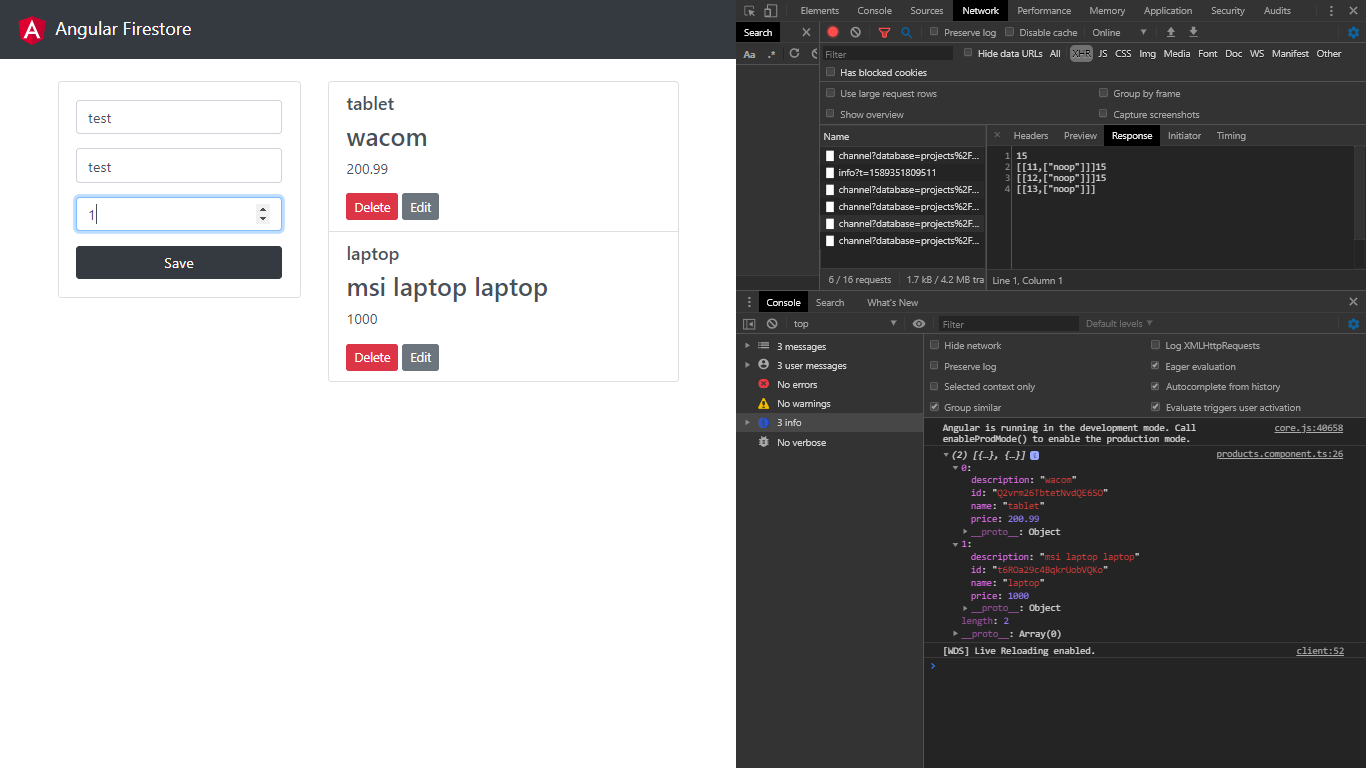 Angular Firestore
test
test
1
Save
tablet
wacom
200.99
Delete Edit
laptop
msi laptop laptop
1000
Delete Edit
Elements Console Sources Network Performance Memory Application Security Audits
Search
Preserve log Disable cache Online
Aa .*
Filter Hide data URLs All XHR JS CSS Img Media Font Doc WS Manifest Other
Has blocked cookies
Use large request rows Group by frame
Show overview Capture screenshots
Name
channel?database=projects%2F...
info?t=1589351809511
channel?database=projects%2F...
channel?database=projects%2F...
channel?database=projects%2F...
channel?database=projects%2F...
6 / 16 requests 1.7 kB / 4.2 MB tra
Headers Preview Response Initiator Timing
1 15
2 [[11,["noop"]]]15
3 [[12,["noop"]]]15
4 [[13,["noop"]]]
Line 1, Column 1
Console Search What's New
top Filter Default levels
3 messages
3 user messages
No errors
No warnings
3 info
No verbose
Hide network Log XMLHttpRequests
Preserve log Eager evaluation
Selected context only Autocomplete from history
Group similar Evaluate triggers user activation
Angular is running in the development mode. Call core.js:40658
enableProdMode() to enable the production mode.
(2) [{…}, {…}] i products.component.ts:26
0:
description: "wacom"
id: "Q2vrm26TbtetNvdQE6SO"
name: "tablet"
price: 200.99
__proto__: Object
1:
description: "msi laptop laptop"
id: "t6ROa29c4BqkrUobVQKo"
name: "laptop"
price: 1000
__proto__: Object
length: 2
__proto__: Array(0)
[WDS] Live Reloading enabled. client:52